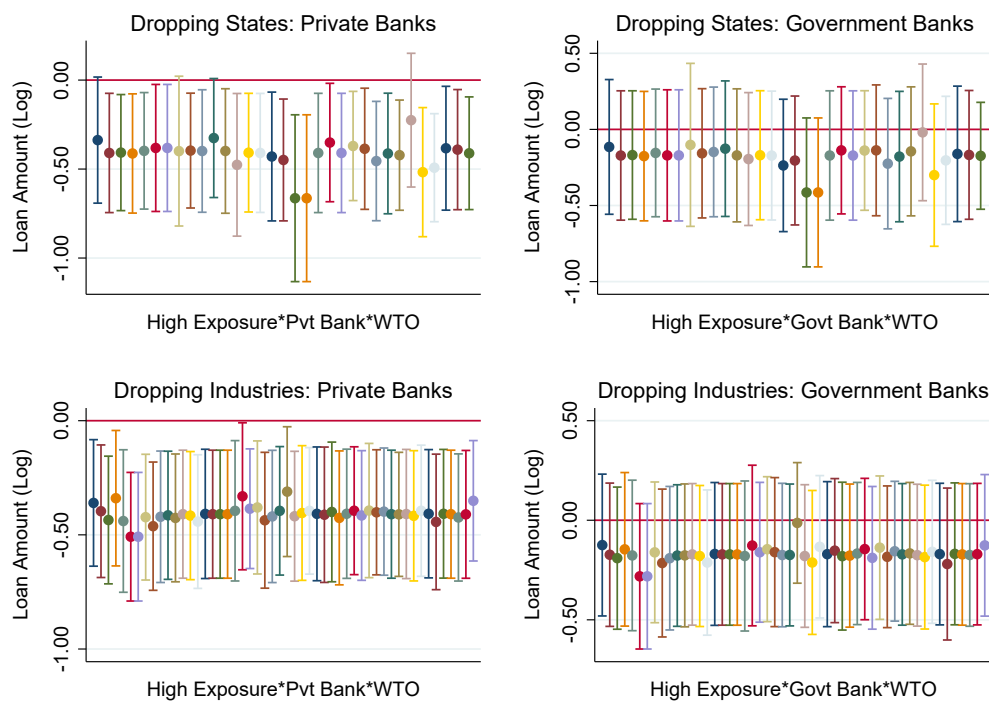 Dropping States: Private Banks
Loan Amount (Log)
0.00
-0.50
-1.00
High Exposure*Pvt Bank*WTO
Dropping States: Government Banks
Loan Amount (Log)
0.50
0.00
-0.50
-1.00
High Exposure*Govt Bank*WTO
Dropping Industries: Private Banks
Loan Amount (Log)
0.00
-0.50
-1.00
High Exposure*Pvt Bank*WTO
Dropping Industries: Government Banks
Loan Amount (Log)
0.50
0.00
-0.50
High Exposure*Govt Bank*WTO